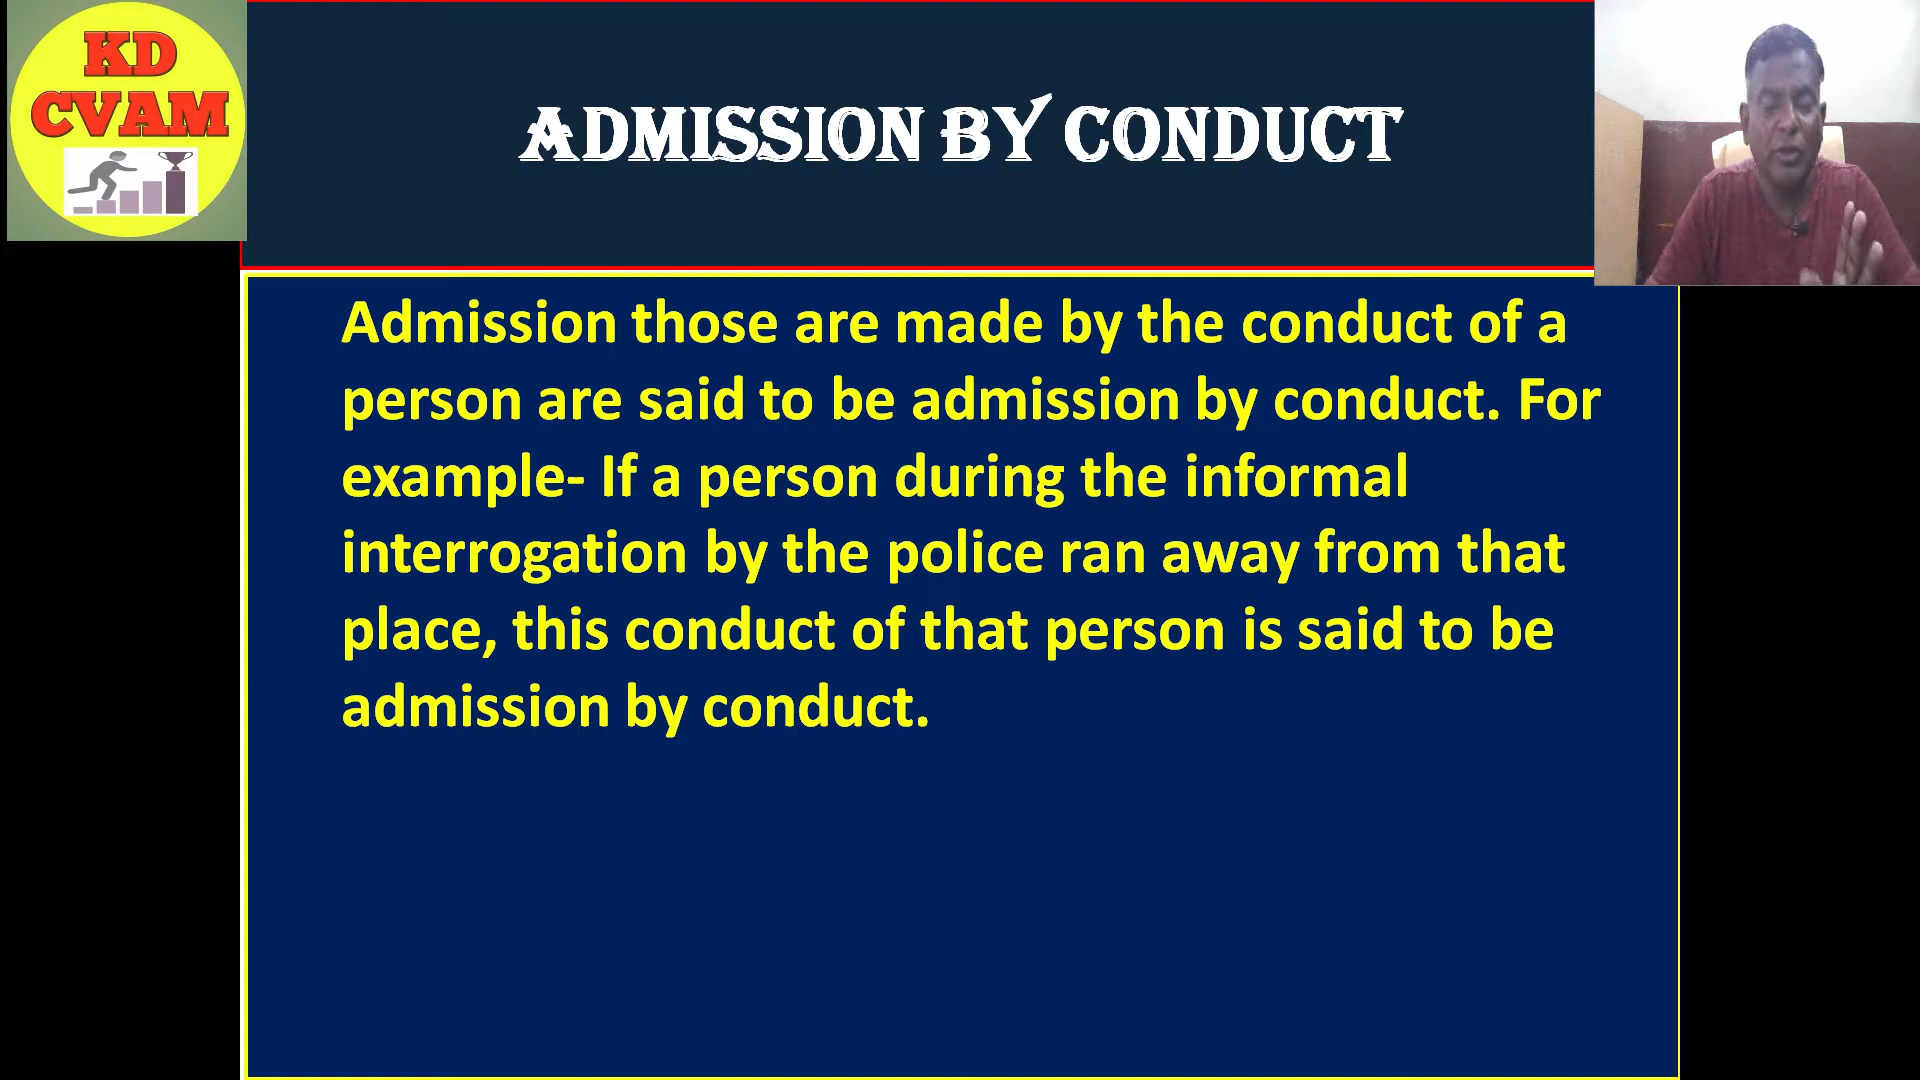 KD
CVAM
ADMISSION BY CONDUCT
Admission those are made by the conduct of a
person are said to be admission by conduct. For
example- If a person during the informal
interrogation by the police ran away from that
place, this conduct of that person is said to be
admission by conduct.